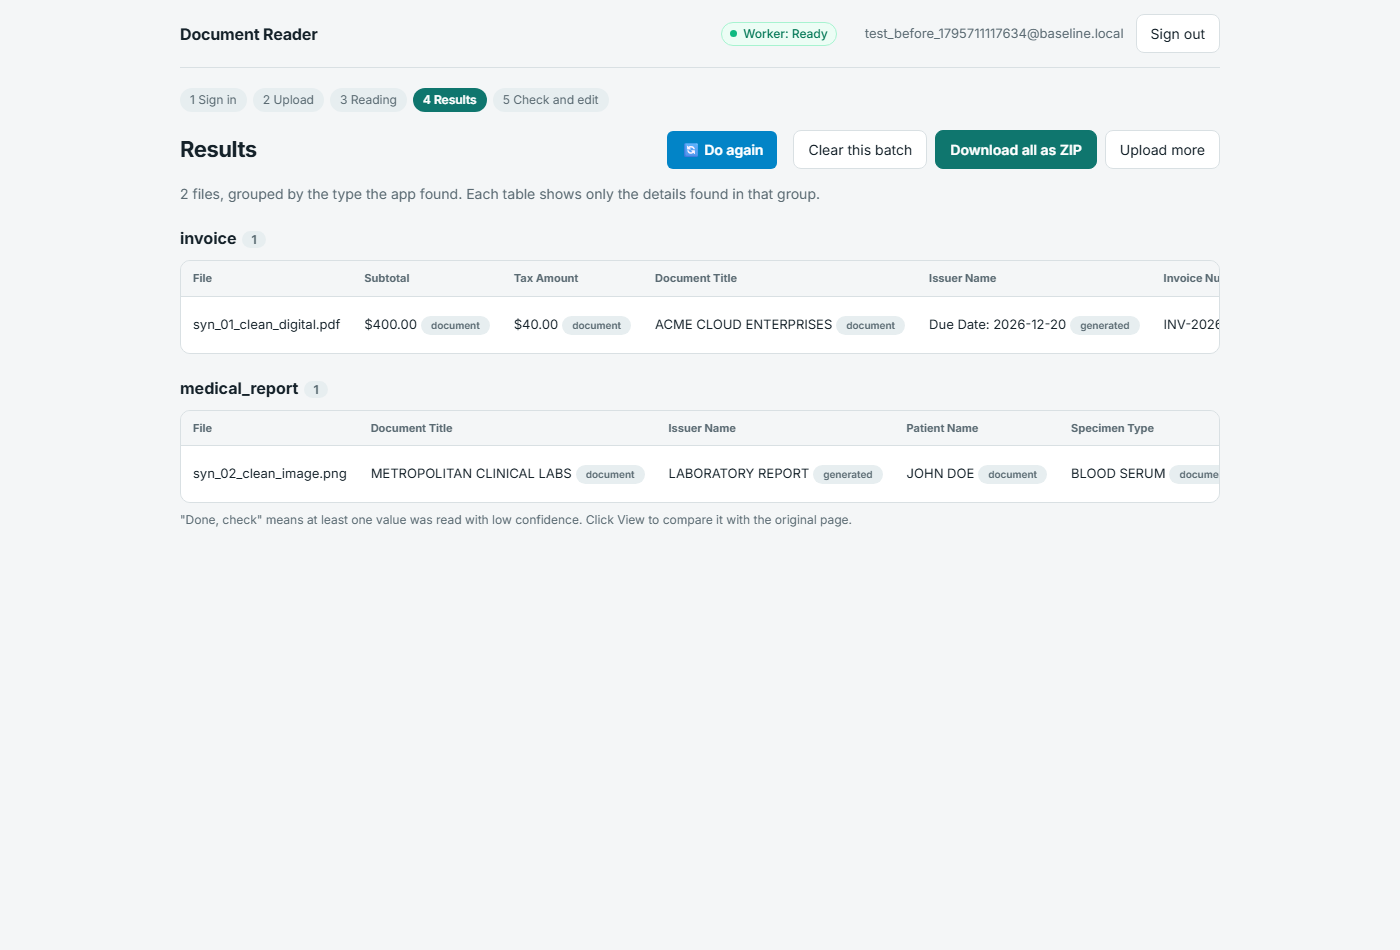 Document Reader
Worker: Ready
test_before_1795711117634@baseline.local
Sign out
1 Sign in
2 Upload
3 Reading
4 Results
5 Check and edit
Results
Do again
Clear this batch
Download all as ZIP
Upload more
2 files, grouped by the type the app found. Each table shows only the details found in that group.
invoice 1
File Subtotal Tax Amount Document Title Issuer Name Invoice Nu
syn_01_clean_digital.pdf $400.00 document $40.00 document ACME CLOUD ENTERPRISES document Due Date: 2026-12-20 generated INV-2026
medical_report 1
File Document Title Issuer Name Patient Name Specimen Type
syn_02_clean_image.png METROPOLITAN CLINICAL LABS document LABORATORY REPORT generated JOHN DOE document BLOOD SERUM docume
"Done, check" means at least one value was read with low confidence. Click View to compare it with the original page.